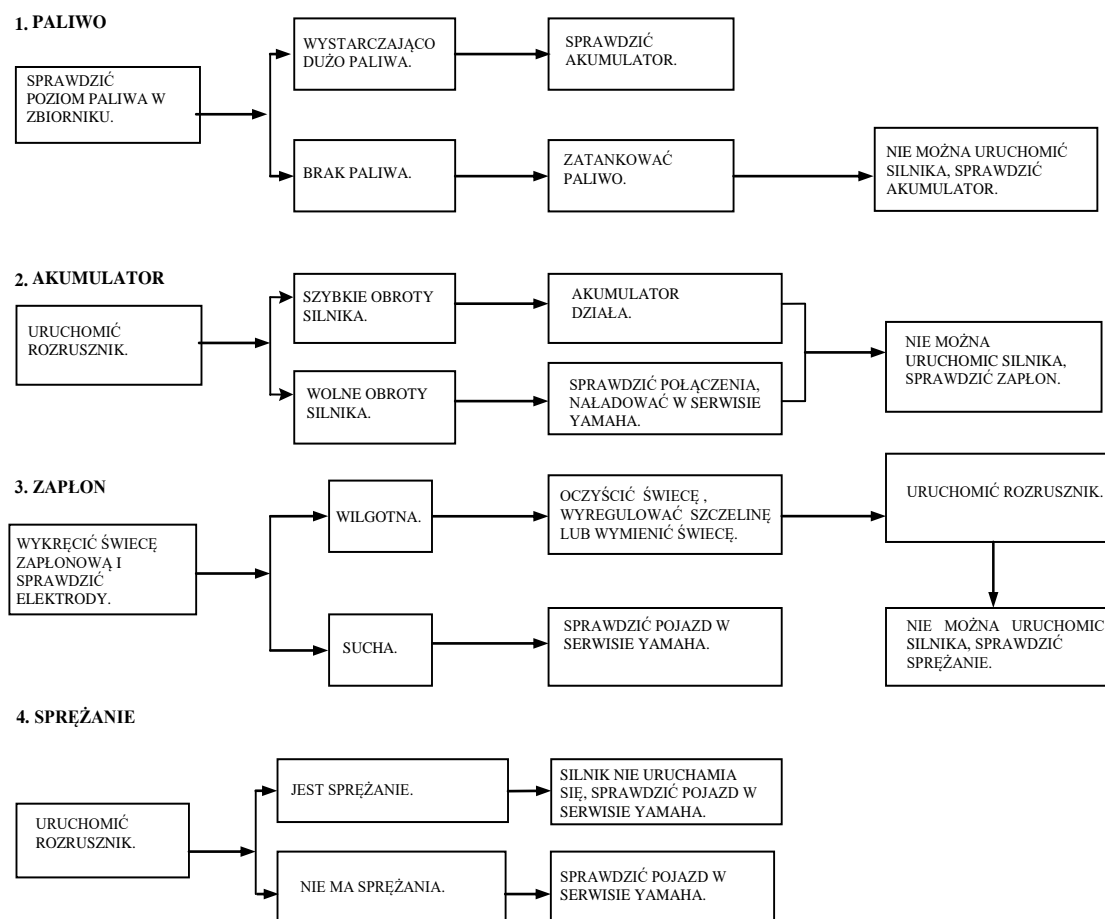 1. PALIWO
SPRAWDZIĆ
POZIOM PALIWA W
ZBIORNIKU.
WYSTARCZAJĄCO
DUŻO PALIWA.
SPRAWDZIĆ
AKUMULATOR.
BRAK PALIWA.
ZATANKOWAĆ
PALIWO.
NIE MOŻNA URUCHOMIĆ
SILNIKA, SPRAWDZIĆ
AKUMULATOR.
2. AKUMULATOR
URUCHOMIĆ
ROZRUSZNIK.
SZYBKIE OBROTY
SILNIKA.
AKUMULATOR
DZIAŁA.
WOLNE OBROTY
SILNIKA.
SPRAWDZIĆ POŁĄCZENIA,
NAŁADOWAĆ W SERWISIE
YAMAHA.
NIE MOŻNA
URUCHOMIC SILNIKA,
SPRAWDZIĆ ZAPŁON.
3. ZAPŁON
WYKRĘCIĆ ŚWIECĘ
ZAPŁONOWĄ I
SPRAWDZIĆ
ELEKTRODY.
WILGOTNA.
OCZYŚCIĆ ŚWIECĘ ,
WYREGULOWAĆ SZCZELINĘ
LUB WYMIENIĆ ŚWIECĘ.
URUCHOMIĆ ROZRUSZNIK.
SUCHA.
SPRAWDZIĆ POJAZD W
SERWISIE YAMAHA.
NIE MOŻNA URUCHOMIC
SILNIKA, SPRAWDZIĆ
SPRĘŻANIE.
4. SPRĘŻANIE
URUCHOMIĆ
ROZRUSZNIK.
JEST SPRĘŻANIE.
SILNIK NIE URUCHAMIA
SIĘ, SPRAWDZIĆ POJAZD W
SERWISIE YAMAHA.
NIE MA SPRĘŻANIA.
SPRAWDZIĆ POJAZD W
SERWISIE YAMAHA.